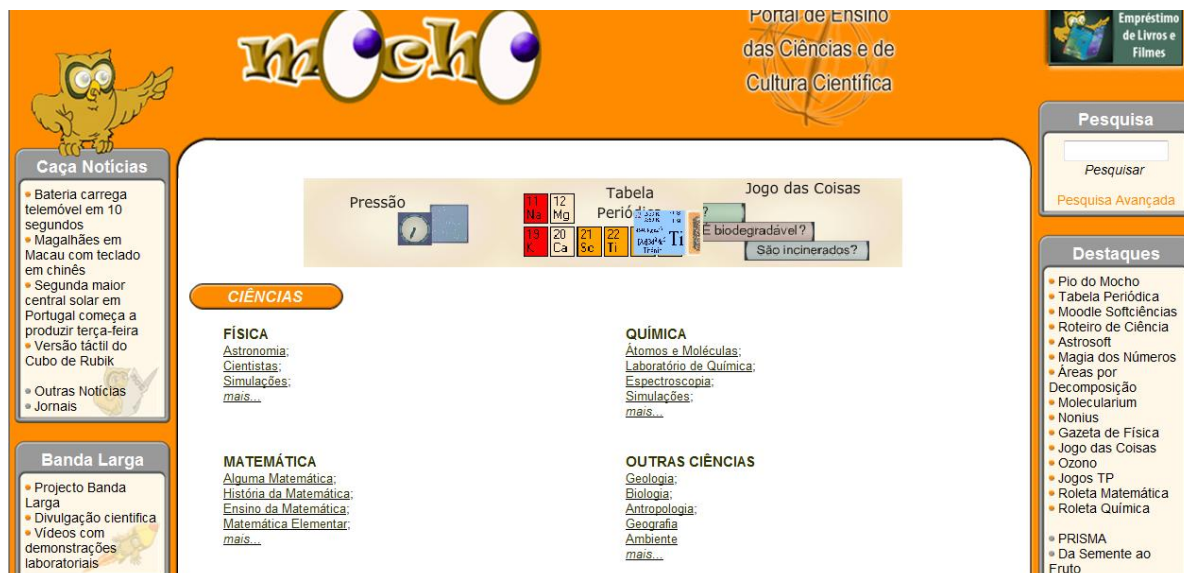 mocho
Portal de Ensino
das Ciências e de
Cultura Científica
Empréstimo
de Livros e
Filmes
Caça Notícias
Bateria carrega
telemóvel em 10
segundos
Magalhães em
Macau com teclado
em chinês
Segunda maior
central solar em
Portugal começa a
produzir terça-feira
Versão táctil do
Cubo de Rubik
Outras Notícias
Jornais
Banda Larga
Projecto Banda
Larga
Divulgação cientifica
Vídeos com
demonstrações
laboratoriais
Pressão
Tabela
Periódica
11 12
Na Mg
19 20 21 22
K Ca Sc Ti
Ti
Jogo das Coisas
?
É biodegradável?
São incinerados?
CIÊNCIAS
FÍSICA
Astronomia;
Cientistas;
Simulações;
mais...
QUÍMICA
Átomos e Moléculas;
Laboratório de Química;
Espectroscopia;
Simulações;
mais...
MATEMÁTICA
Alguma Matemática;
História da Matemática;
Ensino da Matemática;
Matemática Elementar;
mais...
OUTRAS CIÊNCIAS
Geologia;
Biologia;
Antropologia;
Geografia
Ambiente
mais...
Pesquisa
Pesquisar
Pesquisa Avançada
Destaques
Pio do Mocho
Tabela Periódica
Moodle Softciências
Roteiro de Ciência
Astrosoft
Magia dos Números
Áreas por
Decomposição
Molecularium
Nonius
Gazeta de Física
Jogo das Coisas
Ozono
Jogos TP
Roleta Matemática
Roleta Química
PRISMA
Da Semente ao
Fruto